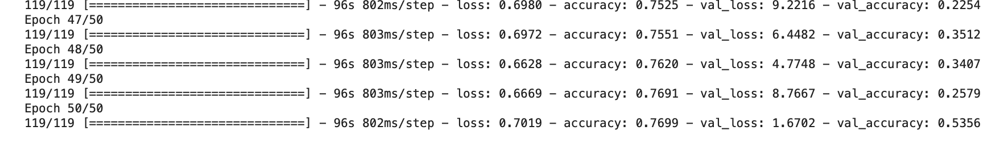 119/119 [==============================] - 96s 802ms/step - loss: 0.6980 - accuracy: 0.7525 - val_loss: 9.2216 - val_accuracy: 0.2254
Epoch 47/50
119/119 [==============================] - 96s 803ms/step - loss: 0.6972 - accuracy: 0.7551 - val_loss: 6.4482 - val_accuracy: 0.3512
Epoch 48/50
119/119 [==============================] - 96s 803ms/step - loss: 0.6628 - accuracy: 0.7620 - val_loss: 4.7748 - val_accuracy: 0.3407
Epoch 49/50
119/119 [==============================] - 96s 803ms/step - loss: 0.6669 - accuracy: 0.7691 - val_loss: 8.7667 - val_accuracy: 0.2579
Epoch 50/50
119/119 [==============================] - 96s 802ms/step - loss: 0.7019 - accuracy: 0.7699 - val_loss: 1.6702 - val_accuracy: 0.5356